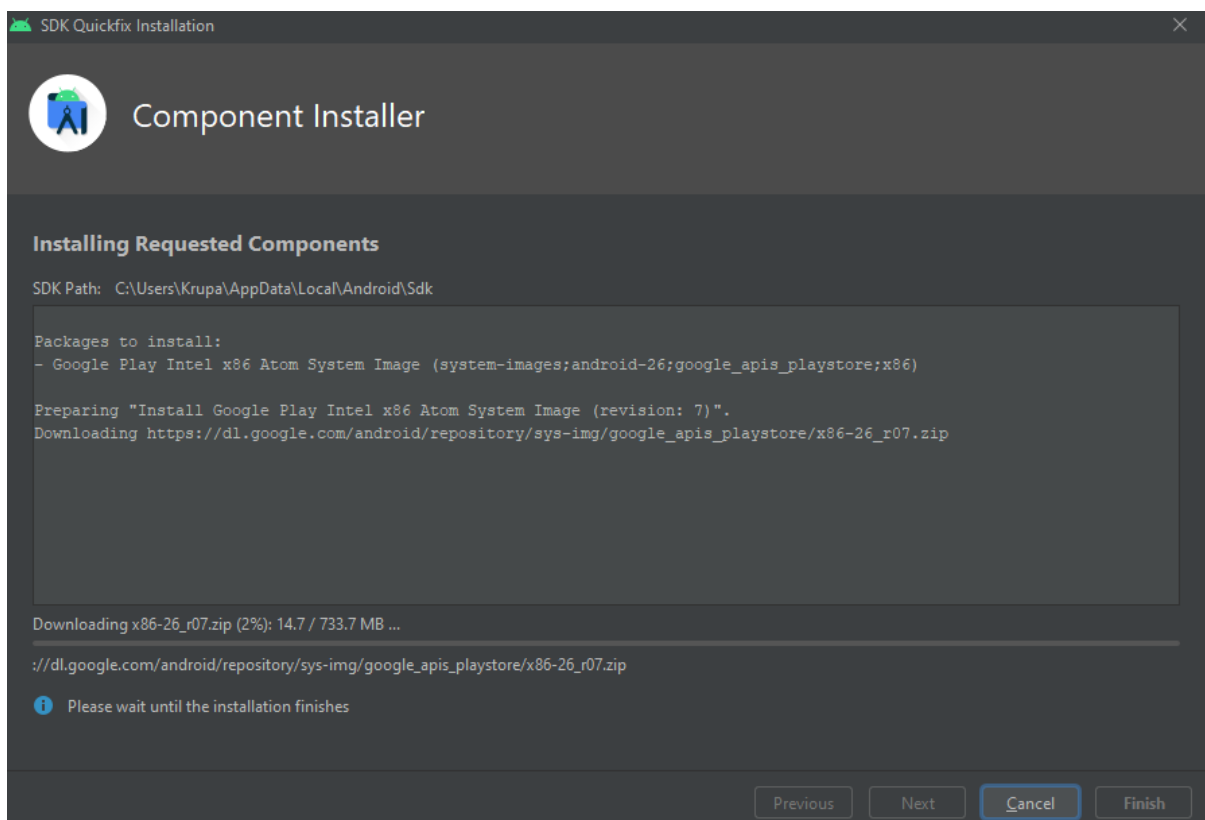 SDK Quickfix Installation
Component Installer
Installing Requested Components
SDK Path: C:\Users\Krupa\AppData\Local\Android\Sdk
Packages to install:
- Google Play Intel x86 Atom System Image (system-images;android-26;google_apis_playstore;x86)
Preparing "Install Google Play Intel x86 Atom System Image (revision: 7)".
Downloading https://dl.google.com/android/repository/sys-img/google_apis_playstore/x86-26_r07.zip
Downloading x86-26_r07.zip (2%): 14.7 / 733.7 MB ...
://dl.google.com/android/repository/sys-img/google_apis_playstore/x86-26_r07.zip
Please wait until the installation finishes
Previous Next Cancel Finish